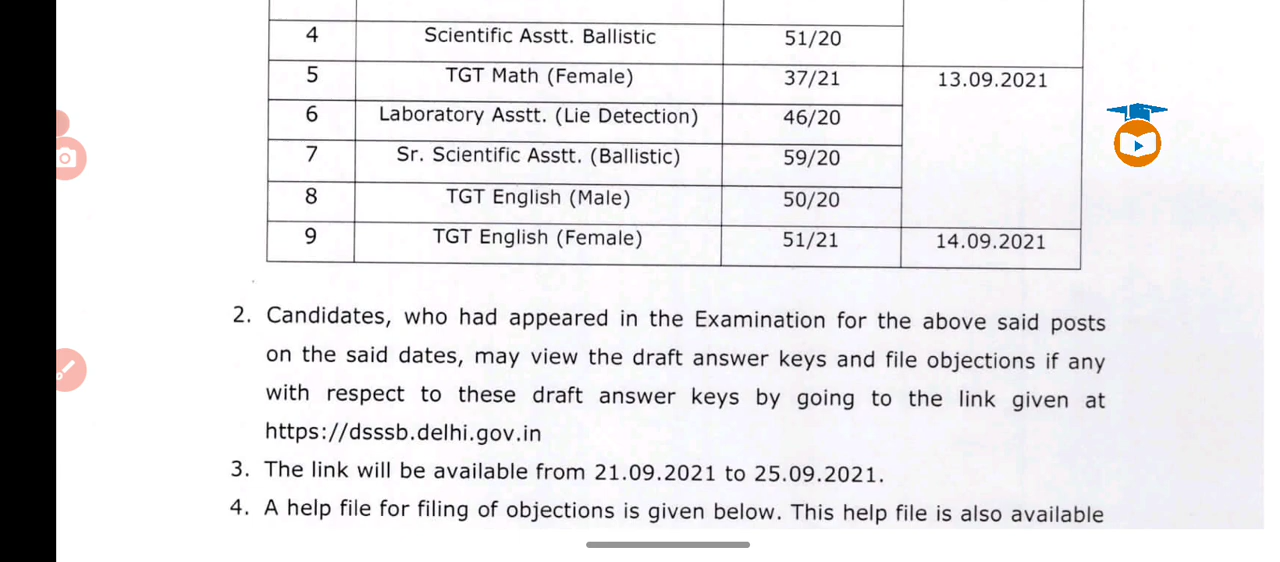 4 Scientific Asstt. Ballistic 51/20
5 TGT Math (Female) 37/21 13.09.2021
6 Laboratory Asstt. (Lie Detection) 46/20
7 Sr. Scientific Asstt. (Ballistic) 59/20
8 TGT English (Male) 50/20
9 TGT English (Female) 51/21 14.09.2021
2. Candidates, who had appeared in the Examination for the above said posts
on the said dates, may view the draft answer keys and file objections if any
with respect to these draft answer keys by going to the link given at
https://dsssb.delhi.gov.in
3. The link will be available from 21.09.2021 to 25.09.2021.
4. A help file for filing of objections is given below. This help file is also available